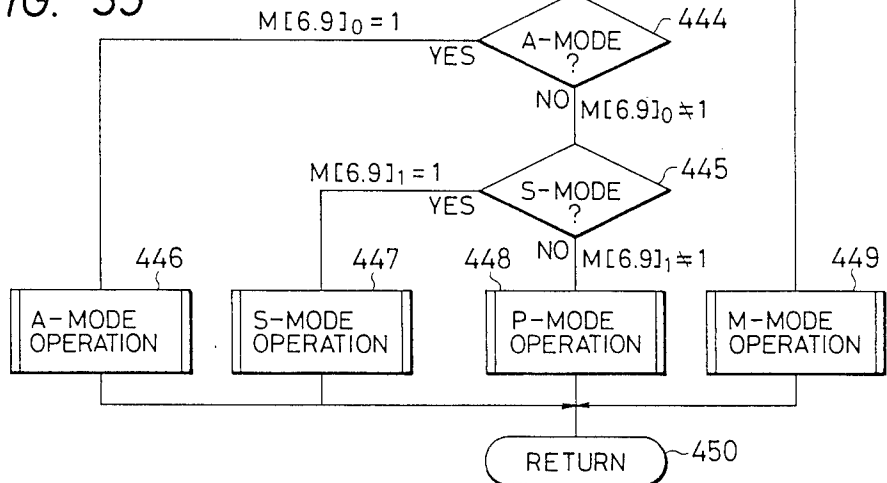 FIG. 35
M[6.9]₀ = 1
YES
A-MODE
?
444
NO
M[6.9]₀ ≒ 1
M[6.9]₁ = 1
YES
S-MODE
?
445
NO
M[6.9]₁ ≒ 1
446
447
448
449
A-MODE
OPERATION
S-MODE
OPERATION
P-MODE
OPERATION
M-MODE
OPERATION
RETURN
450